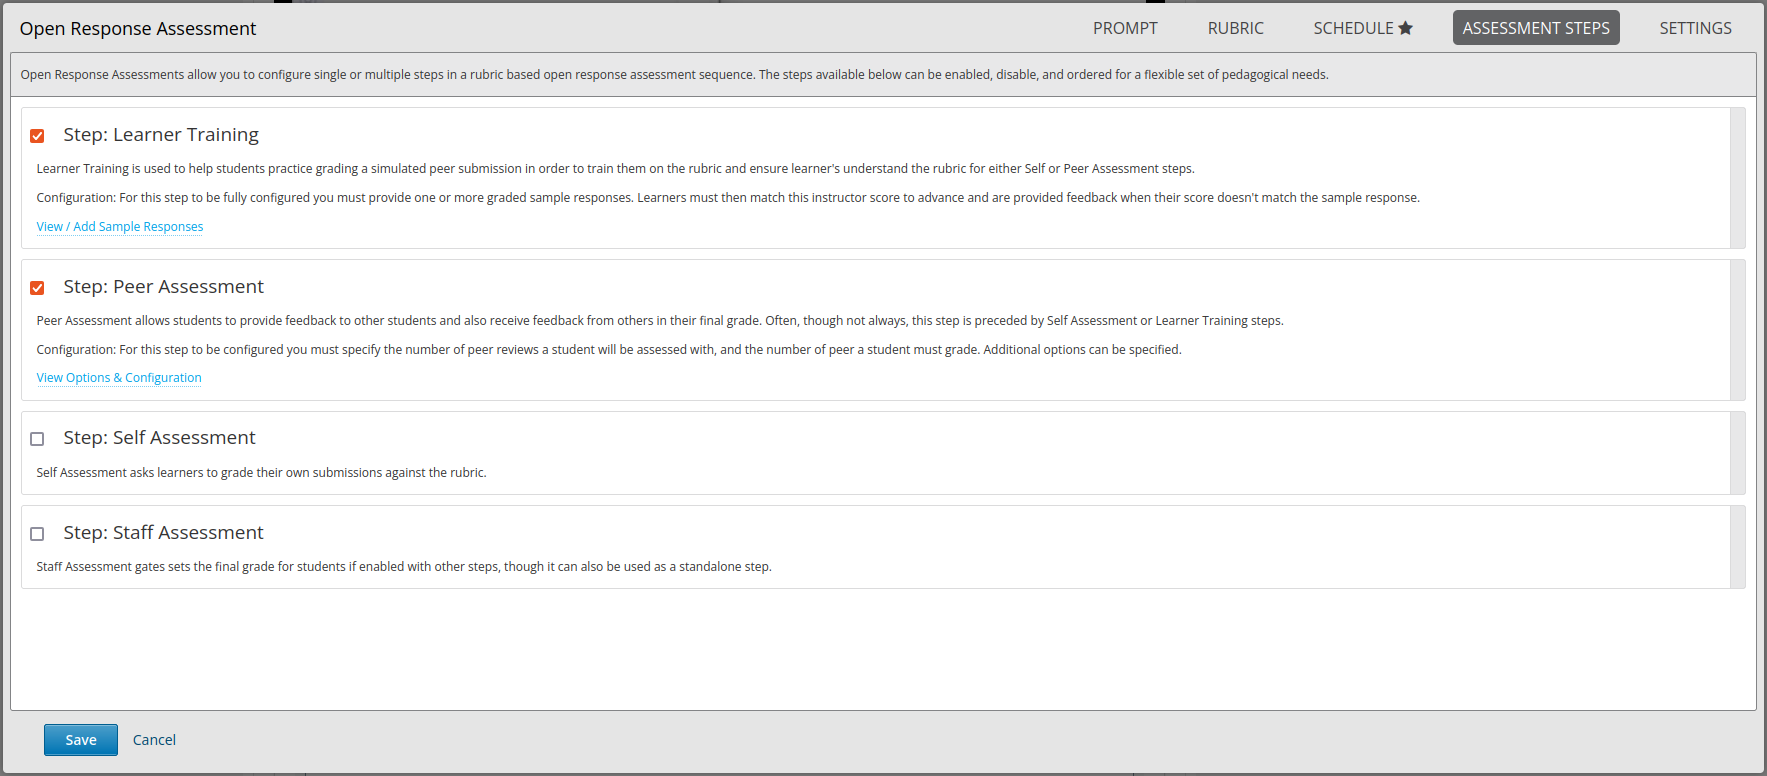 Open Response Assessment
PROMPT
RUBRIC
SCHEDULE
ASSESSMENT STEPS
SETTINGS
Open Response Assessments allow you to configure single or multiple steps in a rubric based open response assessment sequence. The steps available below can be enabled, disable, and ordered for a flexible set of pedagogical needs.
Step: Learner Training
Learner Training is used to help students practice grading a simulated peer submission in order to train them on the rubric and ensure learner's understand the rubric for either Self or Peer Assessment steps.
Configuration: For this step to be fully configured you must provide one or more graded sample responses. Learners must then match this instructor score to advance and are provided feedback when their score doesn't match the sample response.
View / Add Sample Responses
Step: Peer Assessment
Peer Assessment allows students to provide feedback to other students and also receive feedback from others in their final grade. Often, though not always, this step is preceded by Self Assessment or Learner Training steps.
Configuration: For this step to be configured you must specify the number of peer reviews a student will be assessed with, and the number of peer a student must grade. Additional options can be specified.
View Options & Configuration
Step: Self Assessment
Self Assessment asks learners to grade their own submissions against the rubric.
Step: Staff Assessment
Staff Assessment gates sets the final grade for students if enabled with other steps, though it can also be used as a standalone step.
Save
Cancel